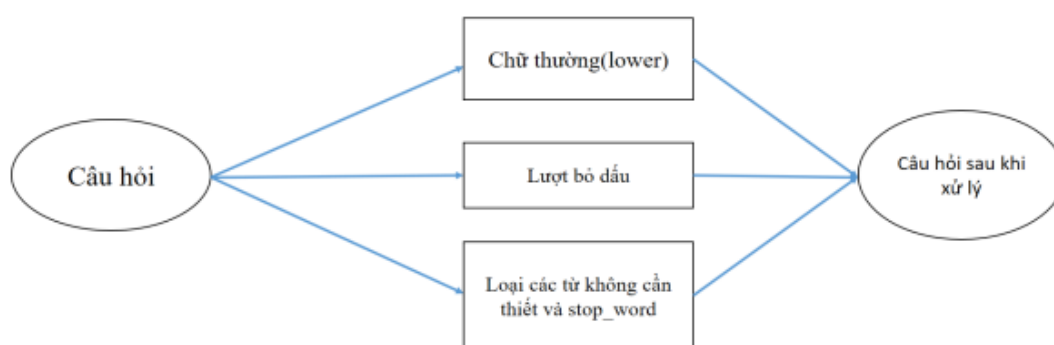 Câu hỏi
Chữ thường(lower)
Lượt bỏ dấu
Loại các từ không cần
thiết và stop_word
Câu hỏi sau khi
xử lý